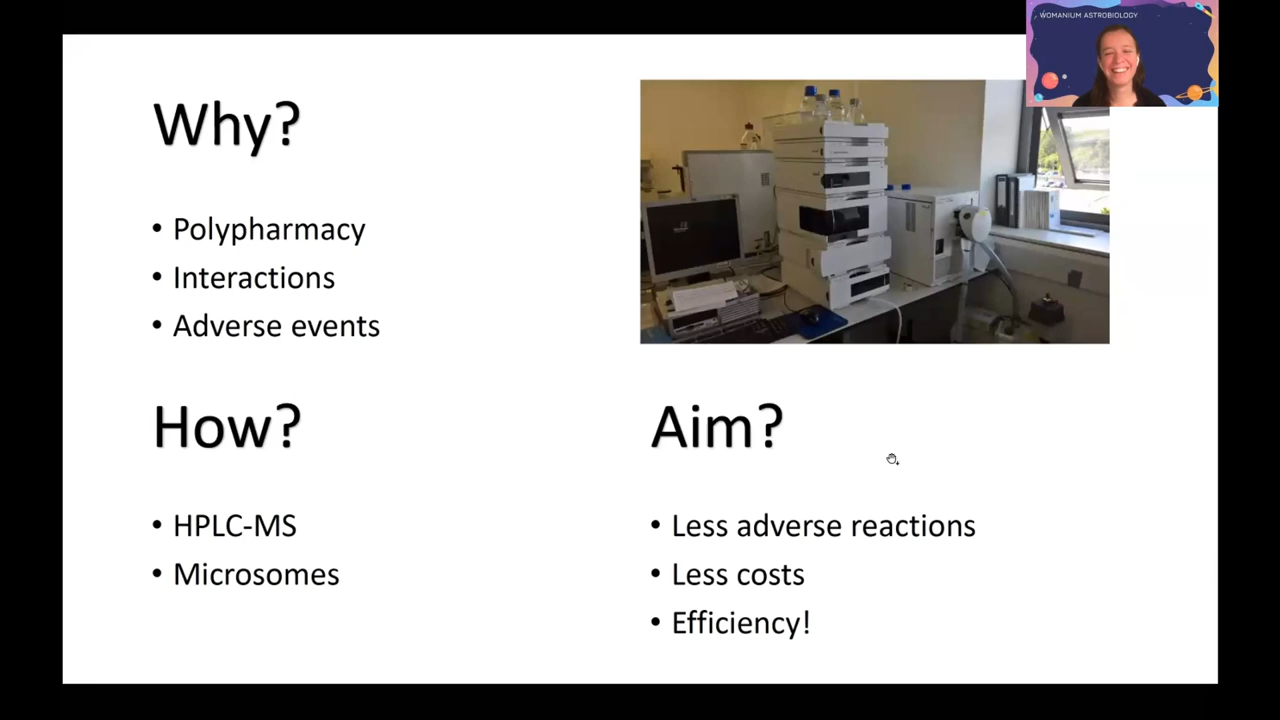 WOMANIUM ASTROBIOLOGY
Why?
• Polypharmacy
• Interactions
• Adverse events
How?
• HPLC-MS
• Microsomes
Aim?
• Less adverse reactions
• Less costs
• Efficiency!